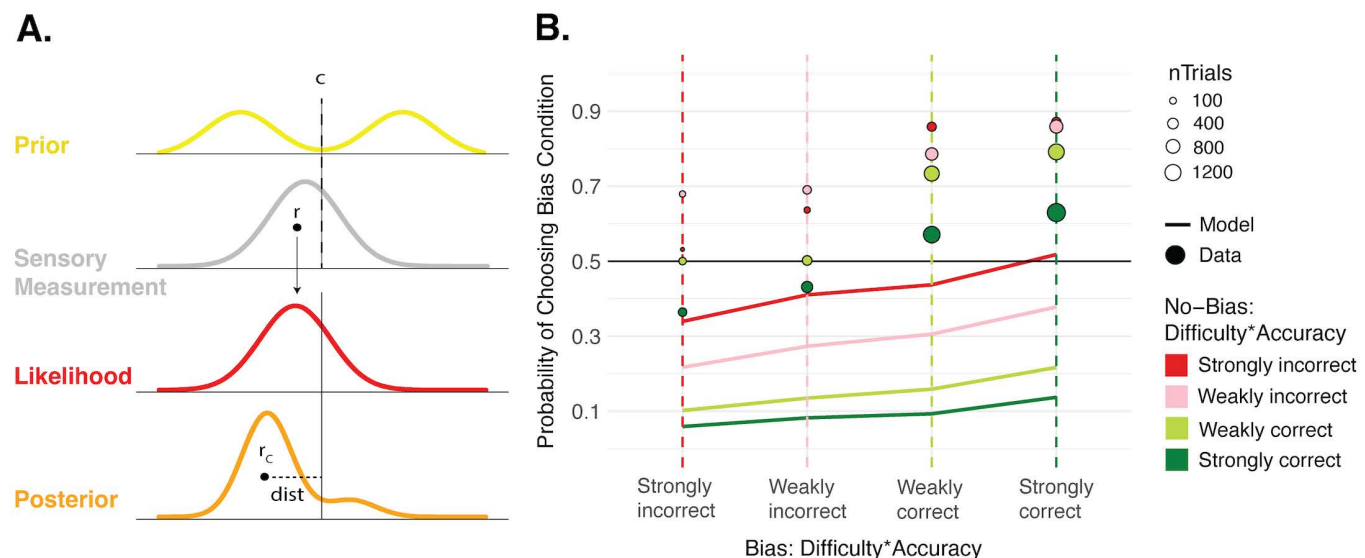 A.
c
Prior
r
Sensory
Measurement
Likelihood
r_c
dist
Posterior
B.
Probability of Choosing Bias Condition
0.9
0.7
0.5
0.3
0.1
Strongly
incorrect
Weakly
incorrect
Weakly
correct
Strongly
correct
Bias: Difficulty*Accuracy
nTrials
100
400
800
1200
Model
Data
No−Bias:
Difficulty*Accuracy
Strongly incorrect
Weakly incorrect
Weakly correct
Strongly correct